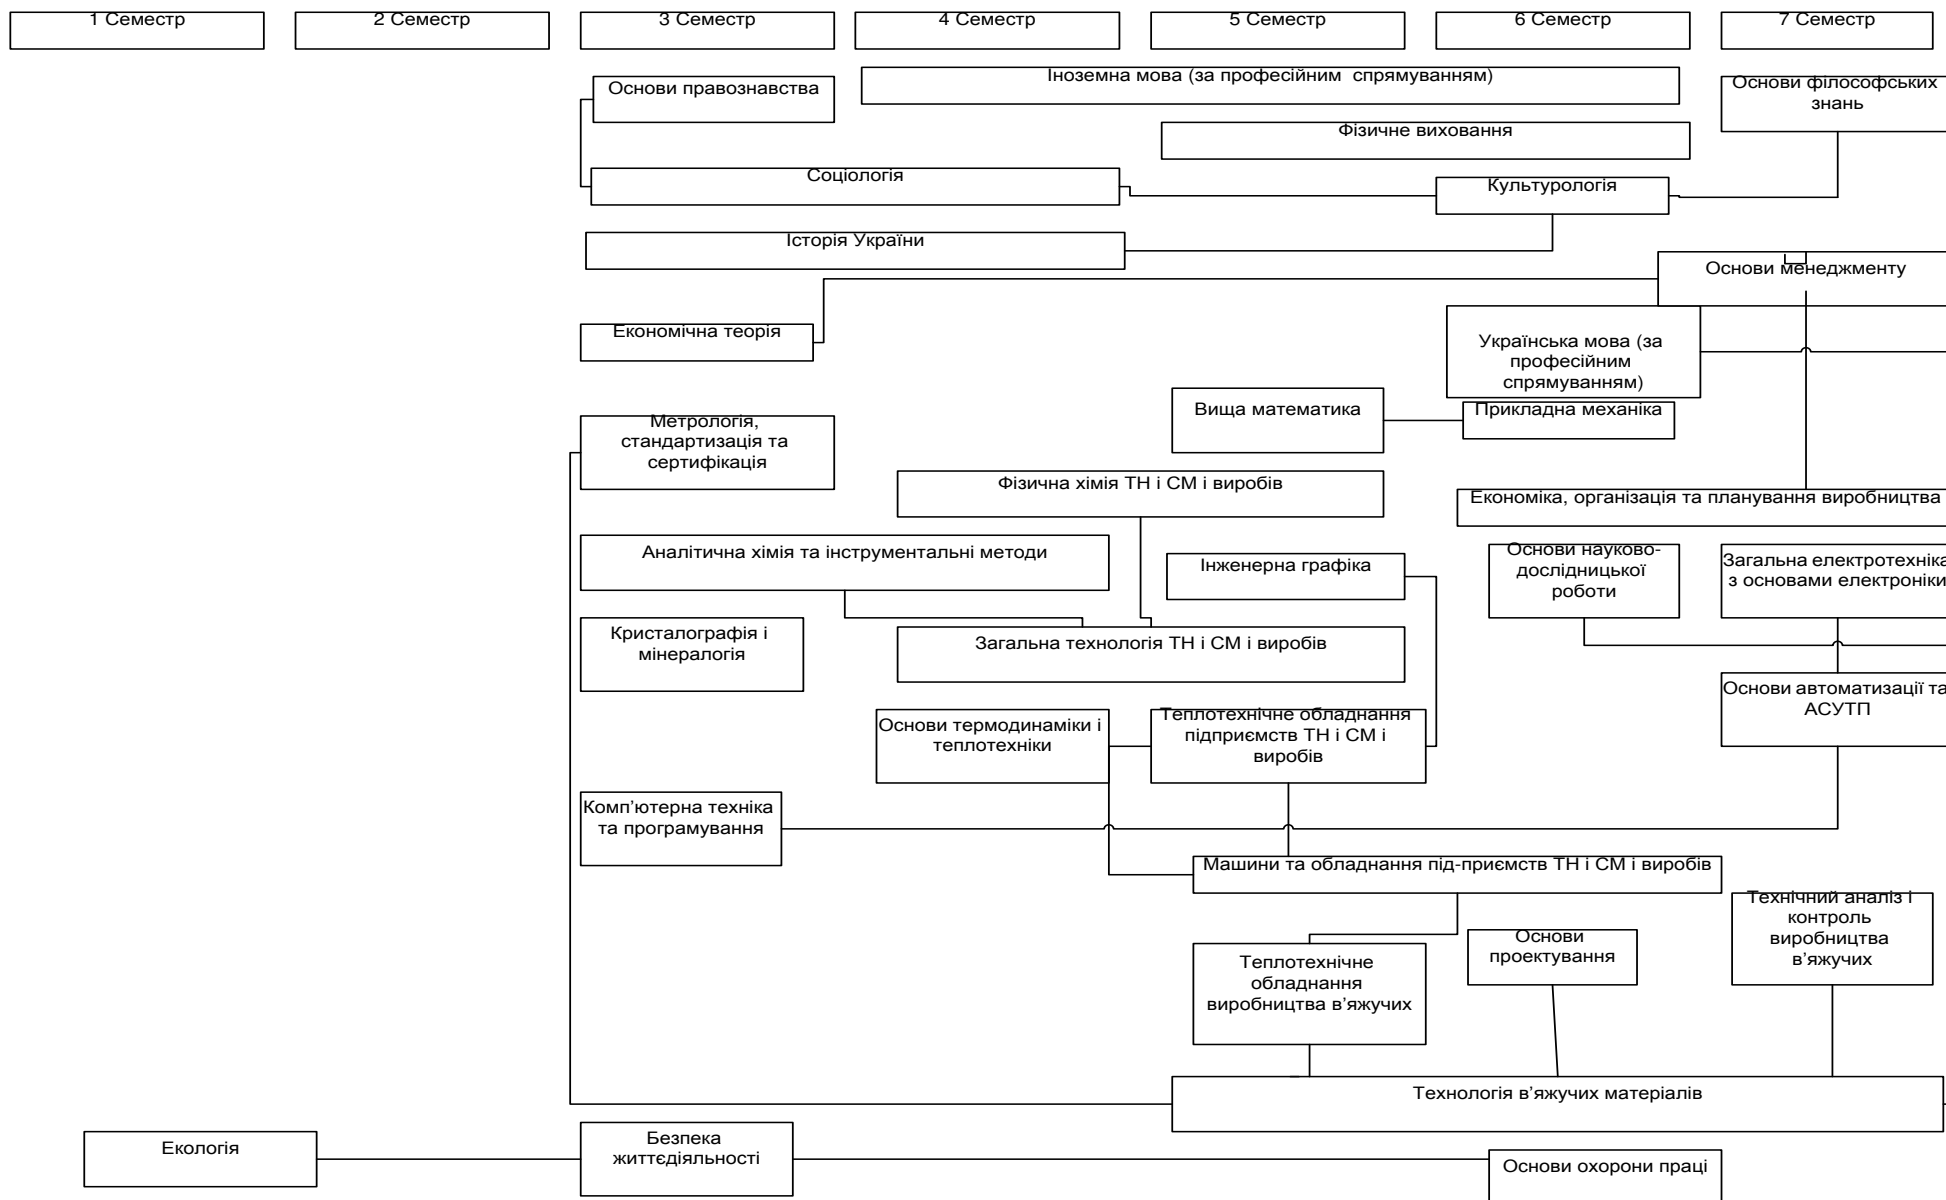 1 Семестр
2 Семестр
3 Семестр
4 Семестр
5 Семестр
6 Семестр
7 Семестр
Основи правознавства
Іноземна мова (за професійним спрямуванням)
Основи філософських
знань
Фізичне виховання
Соціологія
Культурологія
Історія України
Основи менеджменту
Економічна теорія
Українська мова (за
професійним
спрямуванням)
Вища математика
Прикладна механіка
Метрологія,
стандартизація та
сертифікація
Фізична хімія ТН і СМ і виробів
Економіка, організація та планування виробництва
Аналітична хімія та інструментальні методи
Інженерна графіка
Основи науково-
дослідницької
роботи
Загальна електротехніка
з основами електроніки
Кристалографія і
мінералогія
Загальна технологія ТН і СМ і виробів
Основи автоматизації та
АСУТП
Основи термодинаміки і
теплотехніки
Теплотехнічне обладнання
підприємств ТН і СМ і
виробів
Комп’ютерна техніка
та програмування
Машини та обладнання під-приємств ТН і СМ і виробів
Технічний аналіз і
контроль
виробництва
в’яжучих
Основи
проектування
Теплотехнічне
обладнання
виробництва в’яжучих
Технологія в’яжучих матеріалів
Екологія
Безпека
життєдіяльності
Основи охорони праці